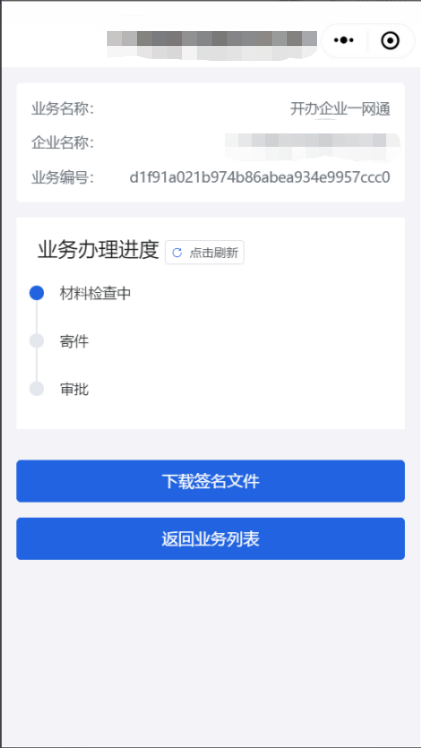 业务名称：
开办企业一网通
企业名称：
业务编号：
d1f91a021b974b86abea934e9957ccc0
业务办理进度
点击刷新
材料检查中
寄件
审批
下载签名文件
返回业务列表